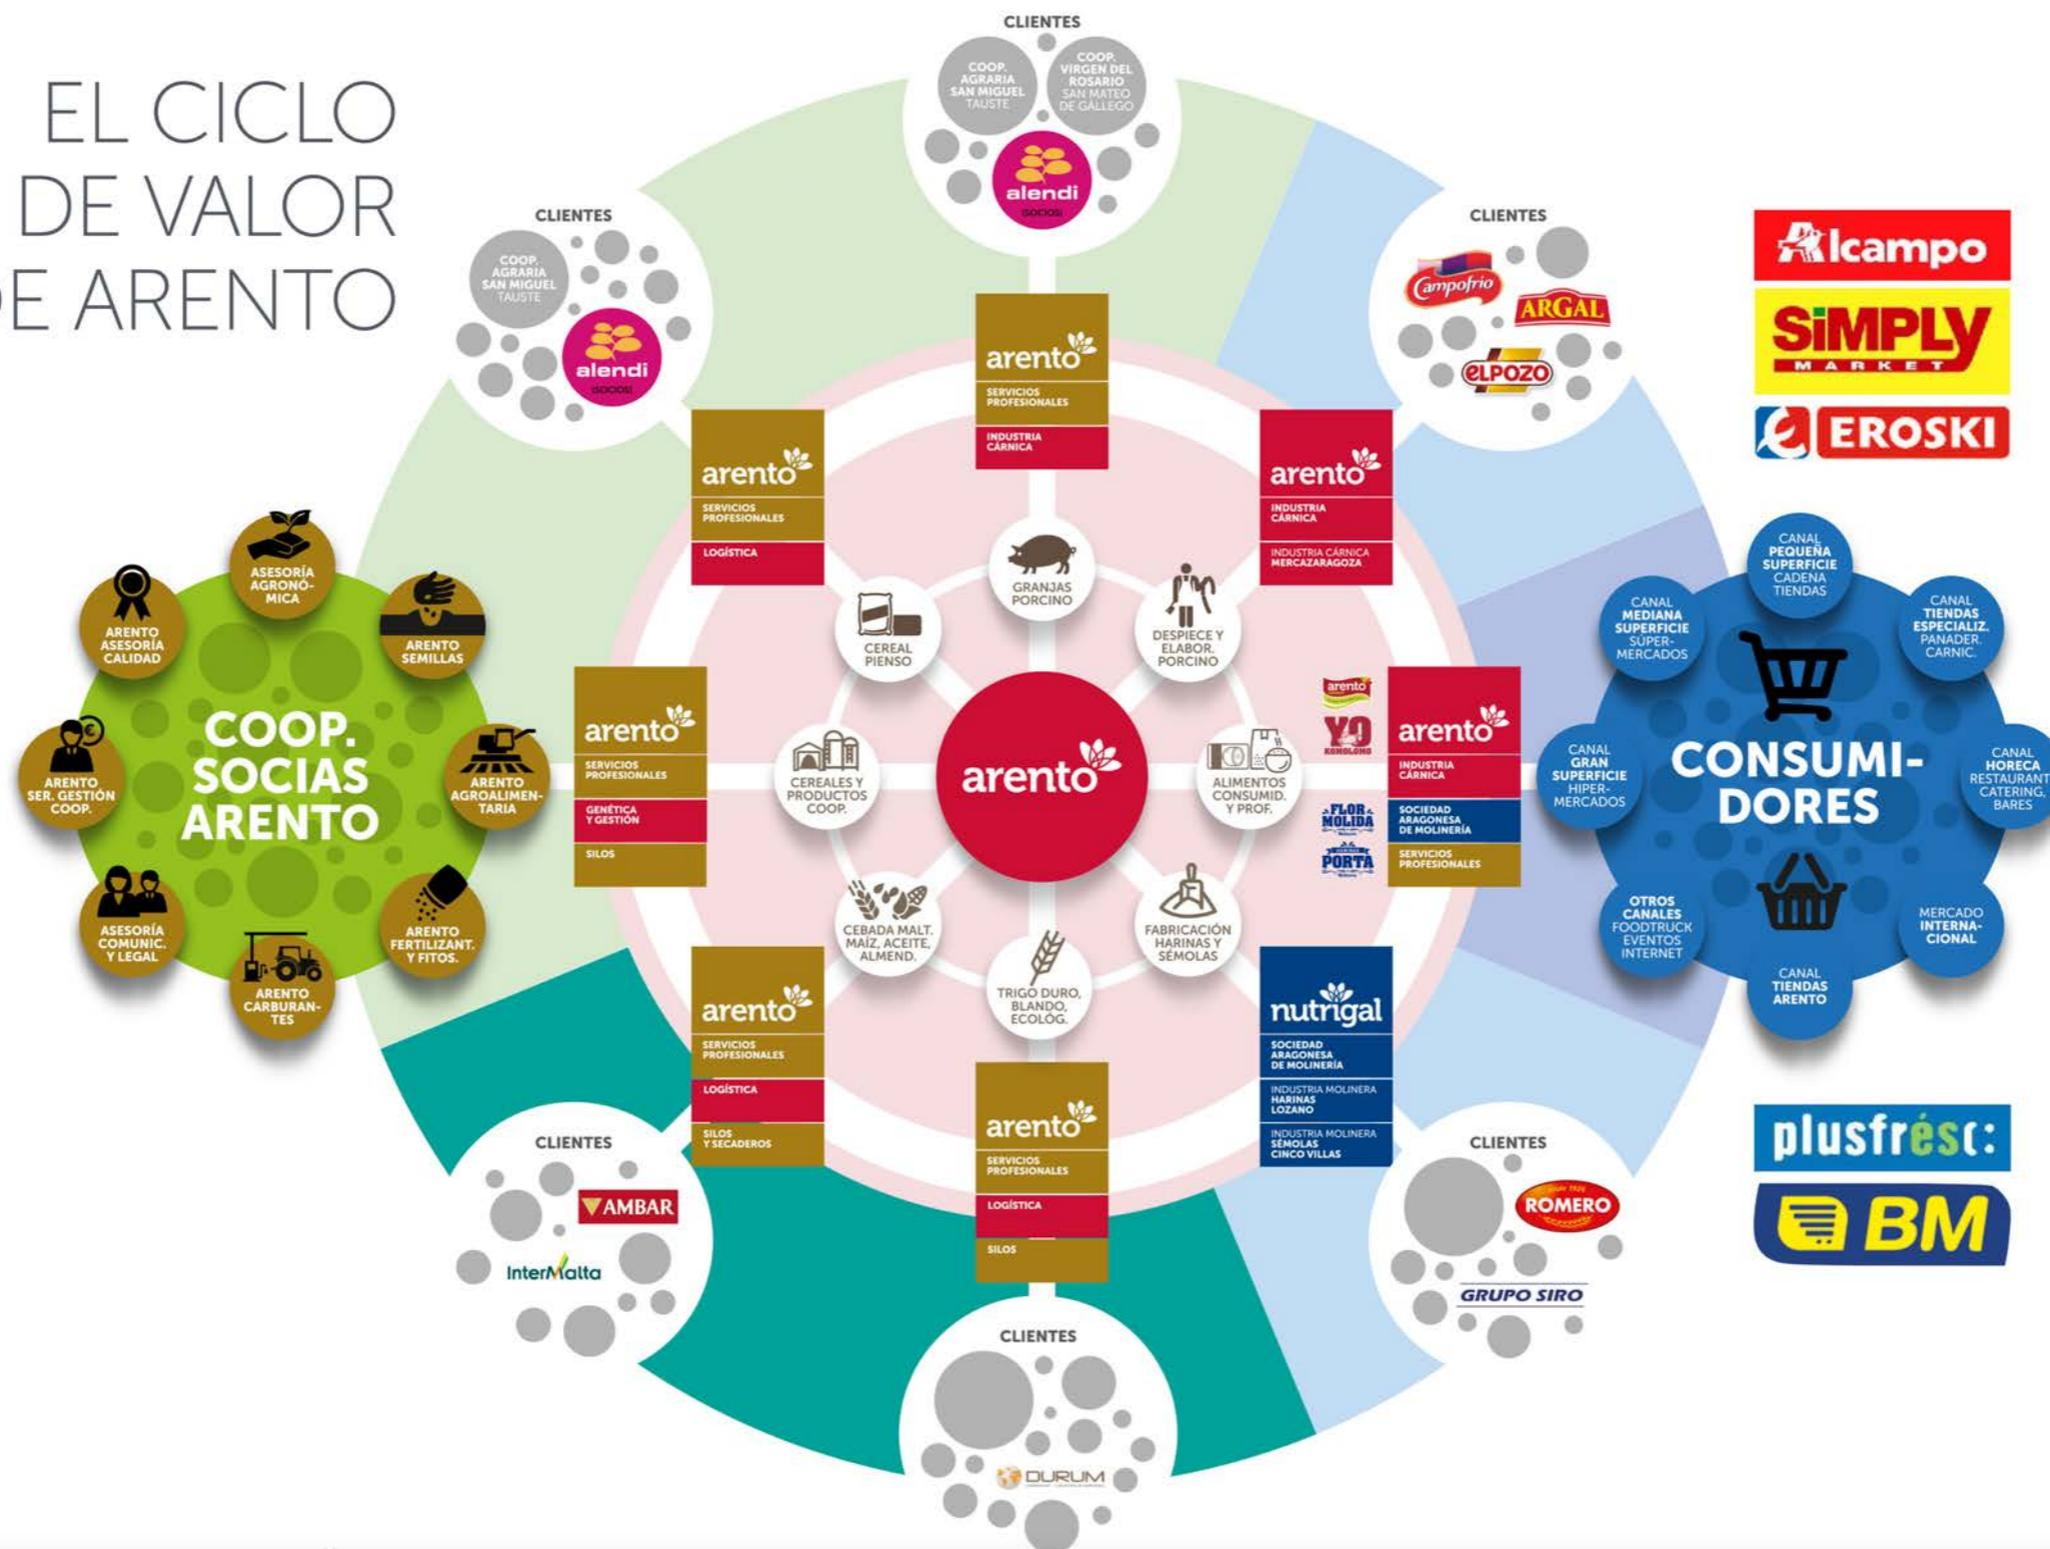 EL CICLO
DE VALOR
DE ARENTO
CLIENTES
COOP.
AGRARIA
SAN MIGUEL
TAUSTE
COOP.
VIRGEN DEL
ROSARIO
SAN MATEO
DE GÁLLEGO
alendi
(SOCIOS)
CLIENTES
COOP.
AGRARIA
SAN MIGUEL
TAUSTE
alendi
(SOCIOS)
CLIENTES
Campofrio
ARGAL
ELPOZO
Alcampo
SiMPLY
MARKET
EROSKI
arento
SERVICIOS
PROFESIONALES
INDUSTRIA
CÁRNICA
arento
SERVICIOS
PROFESIONALES
LOGÍSTICA
arento
INDUSTRIA
CÁRNICA
INDUSTRIA CÁRNICA
MERCAZARAGOZA
GRANJAS
PORCINO
CEREAL
PIENSO
DESPIECE Y
ELABOR.
PORCINO
CEREALES Y
PRODUCTOS
COOP.
arento
ALIMENTOS
CONSUMID.
Y PROF.
CEBADA MALT.
MAÍZ, ACEITE,
ALMEND.
TRIGO DURO,
BLANDO,
ECOLÓG.
FABRICACIÓN
HARINAS Y
SÉMOLAS
COOP.
SOCIAS
ARENTO
ASESORÍA
AGRONÓ-
MICA
ARENTO
SEMILLAS
ARENTO
AGROALIMEN-
TARIA
ARENTO
FERTILIZANT.
Y FITOS.
ARENTO
CARBURAN-
TES
ASESORÍA
COMUNIC.
Y LEGAL
ARENTO
SER. GESTIÓN
COOP.
ARENTO
ASESORÍA
CALIDAD
arento
SERVICIOS
PROFESIONALES
GENÉTICA
Y GESTIÓN
SILOS
arento
YO
KOMOLOMO
FLOR
MOLIDA
PORTA
arento
INDUSTRIA
CÁRNICA
SOCIEDAD
ARAGONESA
DE MOLINERÍA
SERVICIOS
PROFESIONALES
CONSUMI-
DORES
CANAL
PEQUEÑA
SUPERFICIE
CADENA
TIENDAS
CANAL
TIENDAS
ESPECIALIZ.
PANADER.
CARNIC.
CANAL
HORECA
RESTAURANT
CATERING,
BARES
MERCADO
INTERNA-
CIONAL
CANAL
TIENDAS
ARENTO
OTROS
CANALES
FOODTRUCK
EVENTOS
INTERNET
CANAL
GRAN
SUPERFICIE
HIPER-
MERCADOS
CANAL
MEDIANA
SUPERFICIE
SÚPER-
MERCADOS
arento
SERVICIOS
PROFESIONALES
LOGÍSTICA
SILOS
Y SECADEROS
arento
SERVICIOS
PROFESIONALES
LOGÍSTICA
SILOS
nutrigal
SOCIEDAD
ARAGONESA
DE MOLINERÍA
INDUSTRIA MOLINERA
HARINAS
LOZANO
INDUSTRIA MOLINERA
SÉMOLAS
CINCO VILLAS
CLIENTES
AMBAR
InterMalta
CLIENTES
DURUM
CLIENTES
ROMERO
GRUPO SIRO
plusfrésc:
BM